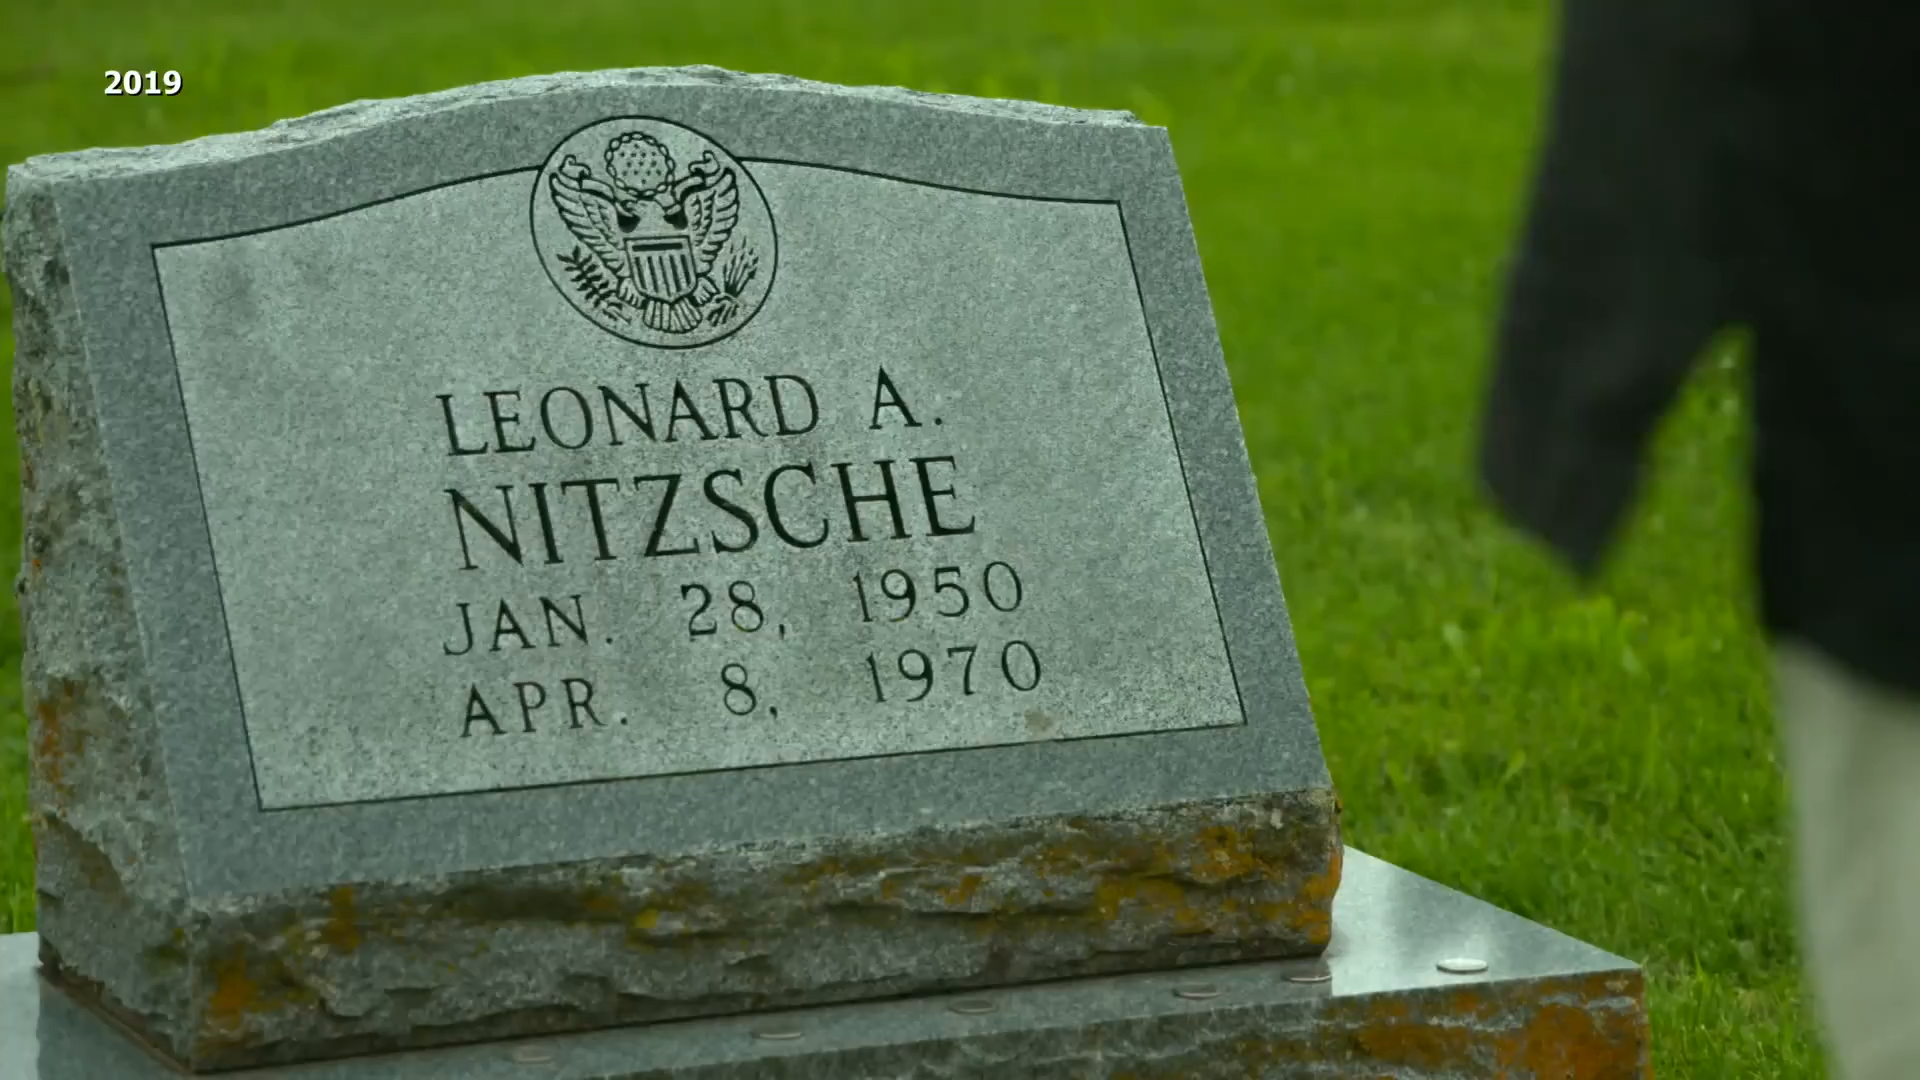 2019
LEONARD A.
NITZSCHE
JAN. 28, 1950
APR. 8, 1970